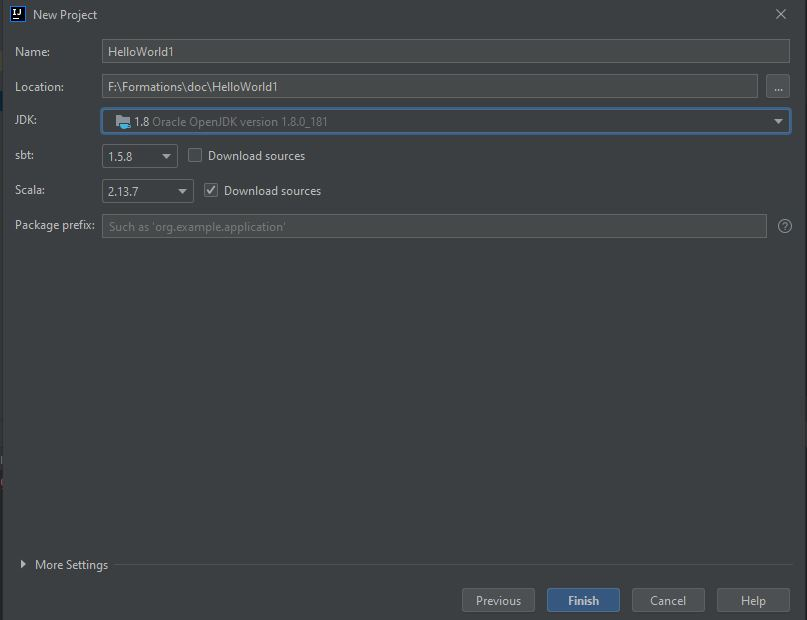 IJ New Project
Name: HelloWorld1
Location: F:\Formations\doc\HelloWorld1 ...
JDK: 1.8 Oracle OpenJDK version 1.8.0_181
sbt: 1.5.8 Download sources
Scala: 2.13.7 Download sources
Package prefix: Such as 'org.example.application' ?
More Settings
Previous Finish Cancel Help